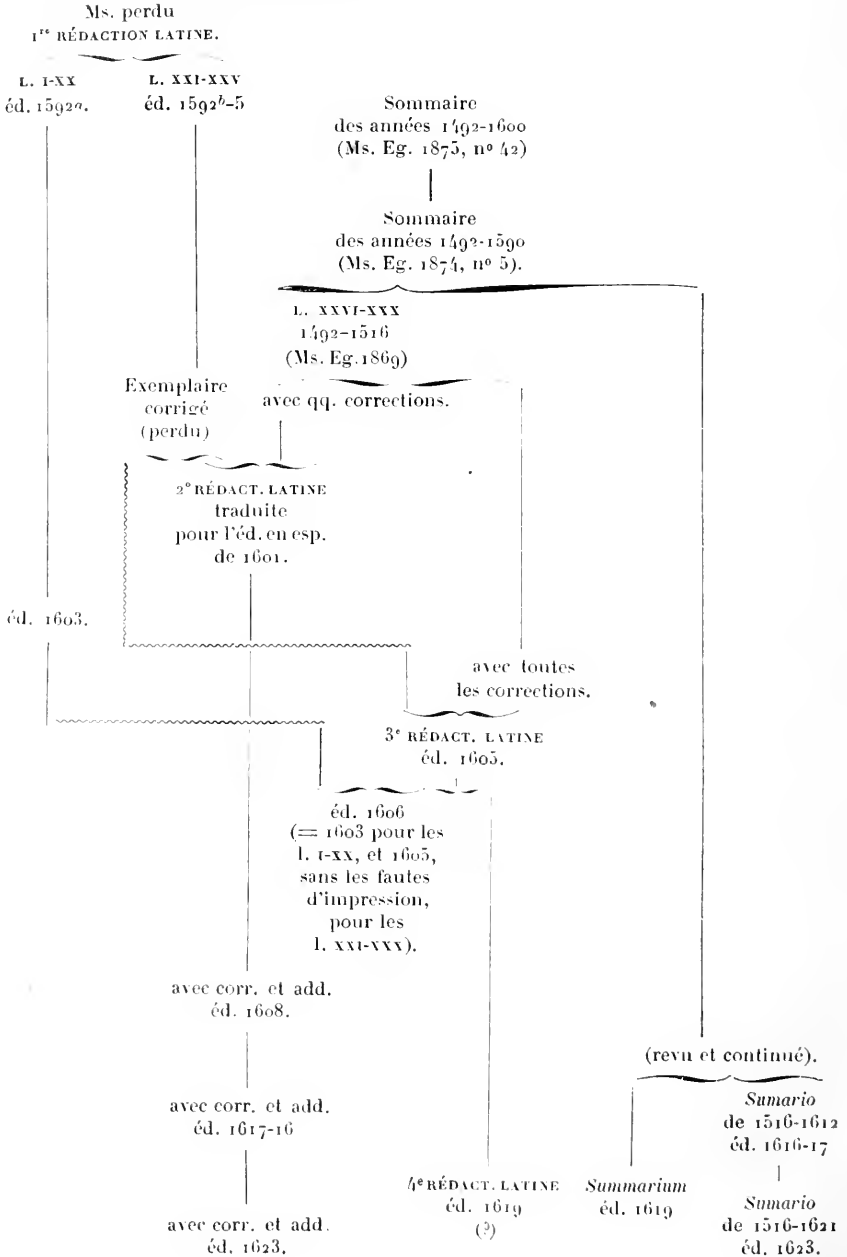 Ms. perdu
1re RÉDACTION LATINE.
L. I-XX
éd. 1592a.
L. XXI-XXV
éd. 1592b-5
Sommaire
des années 1492-1600
(Ms. Eg. 1875, no 42)
Sommaire
des années 1492-1590
(Ms. Eg. 1874, no 5).
L. XXVI-XXX
1492-1516
(Ms. Eg. 1869)
Exemplaire
corrigé
(perdu)
avec qq. corrections.
2e RÉDACT. LATINE
traduite
pour l'éd. en esp.
de 1601.
éd. 1603.
avec toutes
les corrections.
3e RÉDACT. LATINE
éd. 1605.
éd. 1606
(= 1603 pour les
l. I-XX, et 1605,
sans les fautes
d'impression,
pour les
l. XXI-XXX).
avec corr. et add.
éd. 1608.
(revu et continué).
avec corr. et add.
éd. 1617-16
Sumario
de 1516-1612
éd. 1616-17
4e RÉDACT. LATINE
éd. 1619
(?)
Summarium
éd. 1619
Sumario
de 1516-1621
éd. 1623.
avec corr. et add.
éd. 1623.